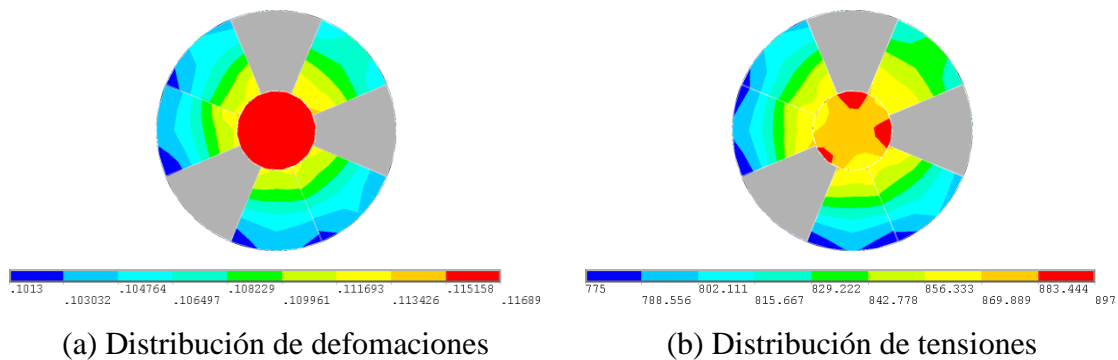 .1013 .104764 .108229 .111693 .115158
.103032 .106497 .109961 .113426 .11689
775 802.111 829.222 856.333 883.444
788.556 815.667 842.778 869.889 897
(a) Distribución de defomaciones
(b) Distribución de tensiones